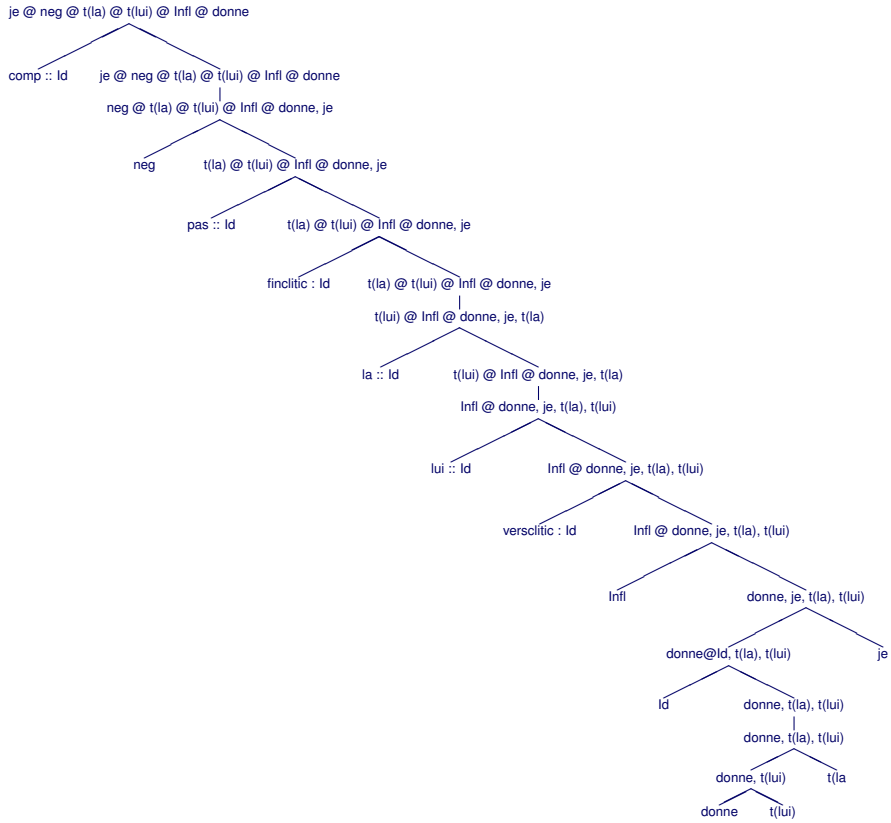 je @ neg @ t(la) @ t(lui) @ Infl @ donne
comp :: Id je @ neg @ t(la) @ t(lui) @ Infl @ donne
neg @ t(la) @ t(lui) @ Infl @ donne, je
neg t(la) @ t(lui) @ Infl @ donne, je
pas :: Id t(la) @ t(lui) @ Infl @ donne, je
finclitic : Id t(la) @ t(lui) @ Infl @ donne, je
t(lui) @ Infl @ donne, je, t(la)
la :: Id t(lui) @ Infl @ donne, je, t(la)
Infl @ donne, je, t(la), t(lui)
lui :: Id Infl @ donne, je, t(la), t(lui)
versclitic : Id Infl @ donne, je, t(la), t(lui)
Infl donne, je, t(la), t(lui)
donne@Id, t(la), t(lui) je
Id donne, t(la), t(lui)
donne, t(la), t(lui)
donne, t(lui) t(la
donne t(lui)